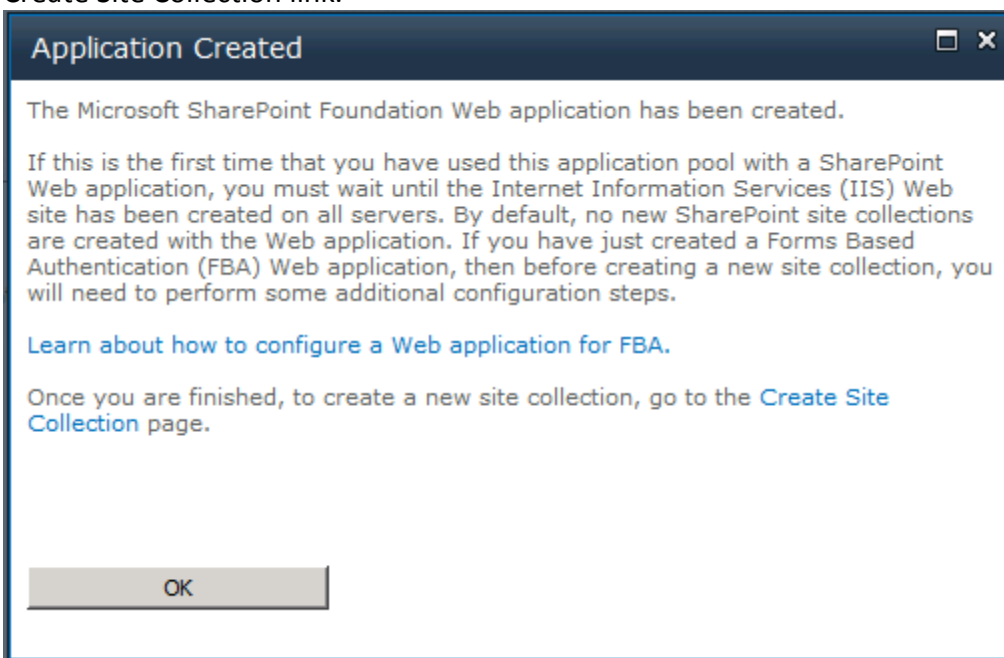 Create Site Collection link.
Application Created
The Microsoft SharePoint Foundation Web application has been created.
If this is the first time that you have used this application pool with a SharePoint
Web application, you must wait until the Internet Information Services (IIS) Web
site has been created on all servers. By default, no new SharePoint site collections
are created with the Web application. If you have just created a Forms Based
Authentication (FBA) Web application, then before creating a new site collection, you
will need to perform some additional configuration steps.
Learn about how to configure a Web application for FBA.
Once you are finished, to create a new site collection, go to the Create Site
Collection page.
OK